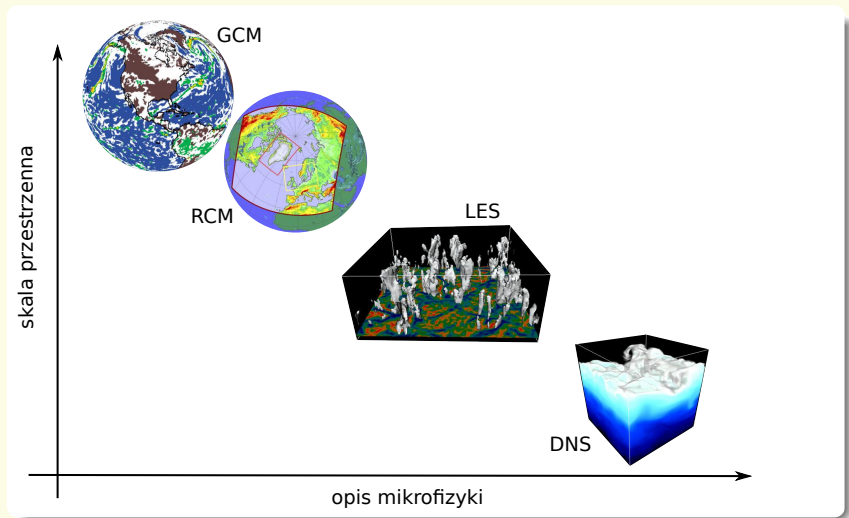 GCM
RCM
LES
DNS
skala przestrzenna
opis mikrofizyki